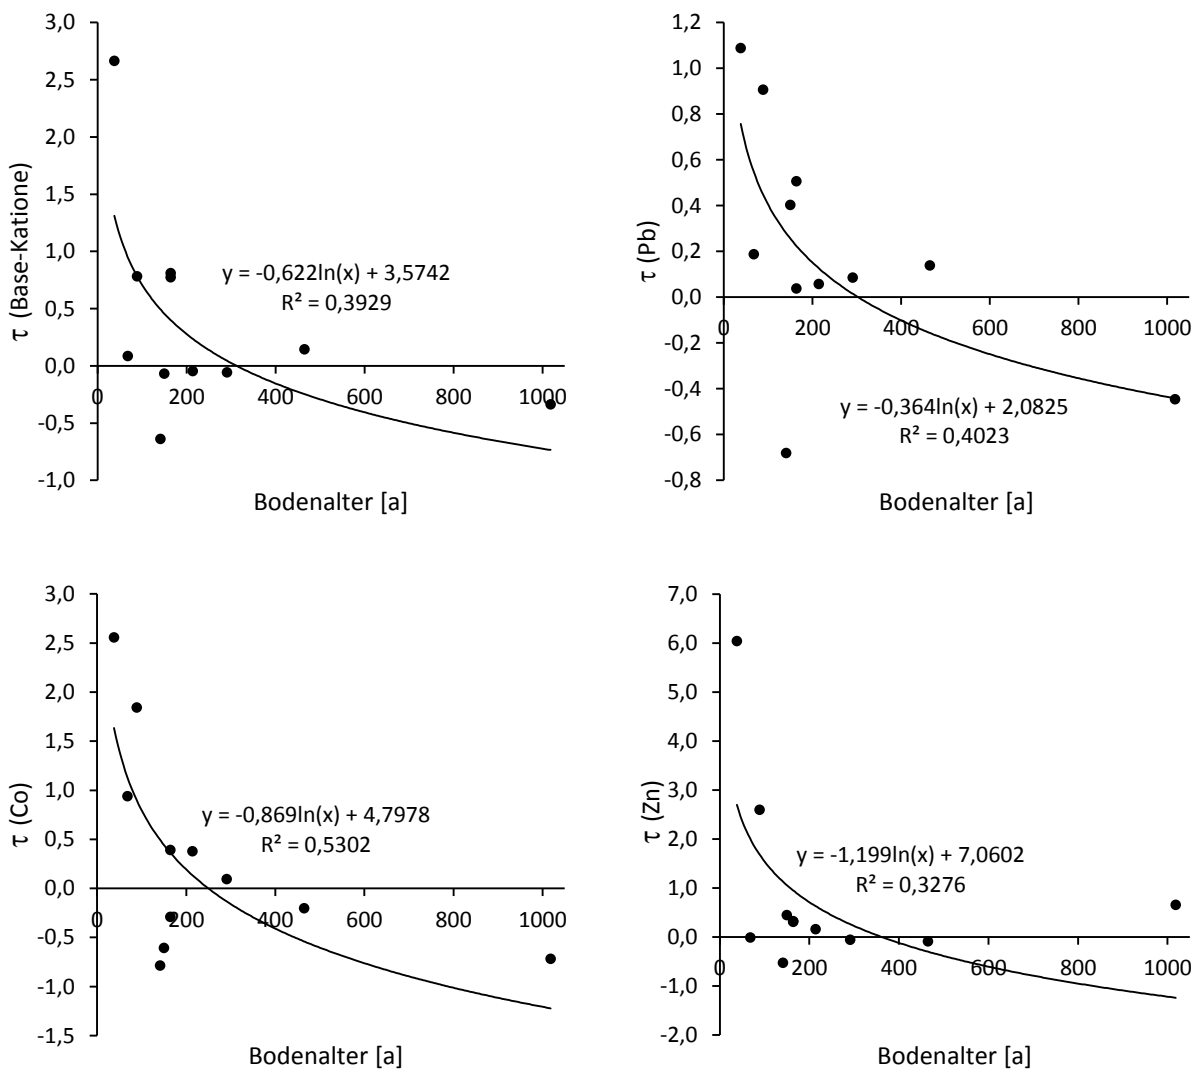 τ (Base-Katione)
3,0
2,5
2,0
1,5
1,0
0,5
0,0
-0,5
-1,0
0 200 400 600 800 1000
y = -0,622ln(x) + 3,5742
R² = 0,3929
Bodenalter [a]
τ (Pb)
1,2
1,0
0,8
0,6
0,4
0,2
0,0
-0,2
-0,4
-0,6
-0,8
0 200 400 600 800 1000
y = -0,364ln(x) + 2,0825
R² = 0,4023
Bodenalter [a]
τ (Co)
3,0
2,5
2,0
1,5
1,0
0,5
0,0
-0,5
-1,0
-1,5
y = -0,869ln(x) + 4,7978
R² = 0,5302
0 200 400 600 800 1000
Bodenalter [a]
τ (Zn)
7,0
6,0
5,0
4,0
3,0
2,0
1,0
0,0
-1,0
-2,0
y = -1,199ln(x) + 7,0602
R² = 0,3276
0 200 400 600 800 1000
Bodenalter [a]